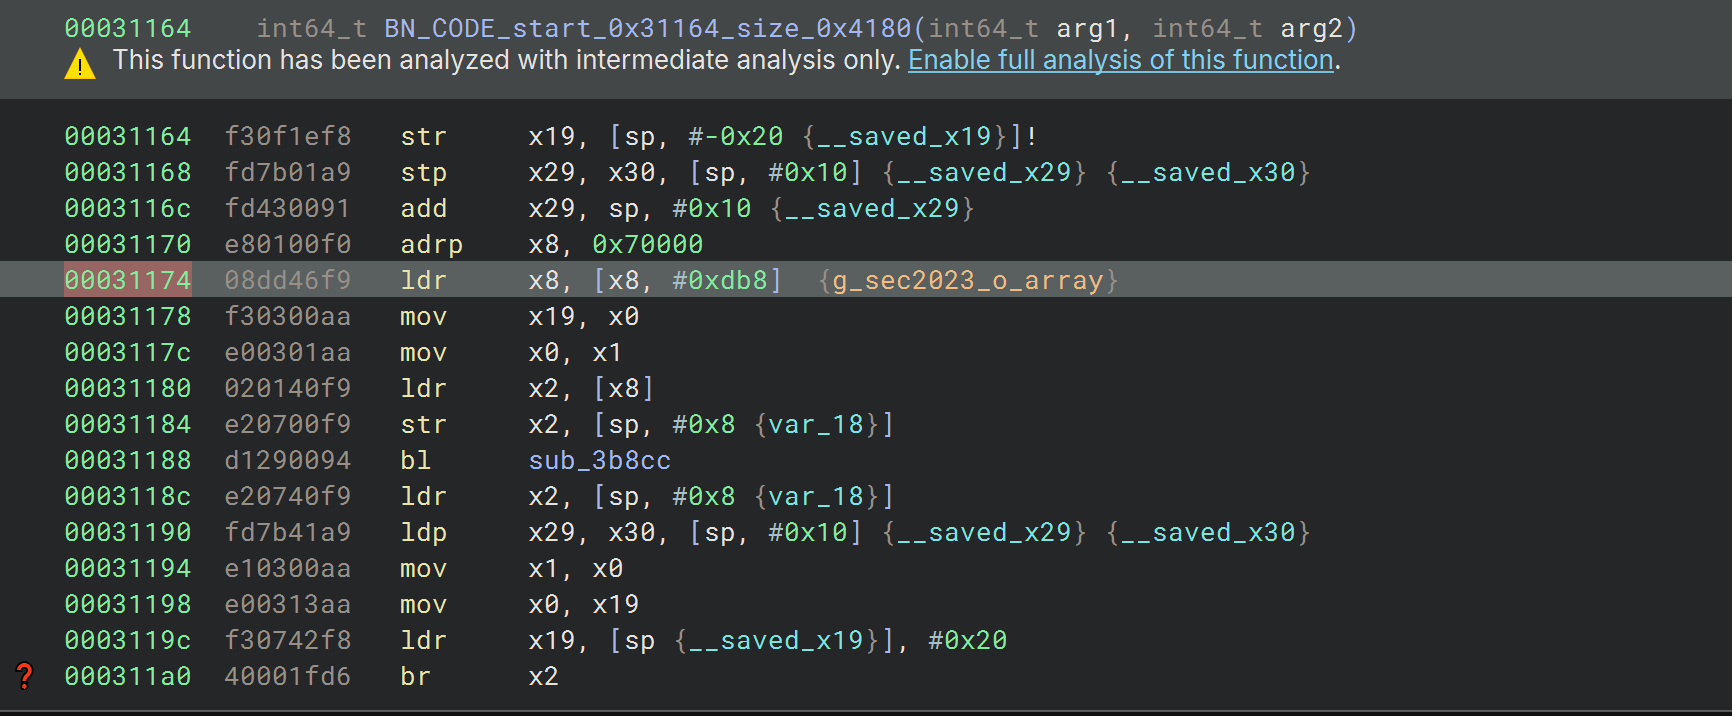 00031164    int64_t BN_CODE_start_0x31164_size_0x4180(int64_t arg1, int64_t arg2)
This function has been analyzed with intermediate analysis only. Enable full analysis of this function.
00031164  f30f1ef8   str     x19, [sp, #-0x20 {__saved_x19}]!
00031168  fd7b01a9   stp     x29, x30, [sp, #0x10] {__saved_x29} {__saved_x30}
0003116c  fd430091   add     x29, sp, #0x10 {__saved_x29}
00031170  e80100f0   adrp    x8, 0x70000
00031174  08dd46f9   ldr     x8, [x8, #0xdb8]  {g_sec2023_o_array}
00031178  f30300aa   mov     x19, x0
0003117c  e00301aa   mov     x0, x1
00031180  020140f9   ldr     x2, [x8]
00031184  e20700f9   str     x2, [sp, #0x8 {var_18}]
00031188  d1290094   bl      sub_3b8cc
0003118c  e20740f9   ldr     x2, [sp, #0x8 {var_18}]
00031190  fd7b41a9   ldp     x29, x30, [sp, #0x10] {__saved_x29} {__saved_x30}
00031194  e10300aa   mov     x1, x0
00031198  e00313aa   mov     x0, x19
0003119c  f30742f8   ldr     x19, [sp {__saved_x19}], #0x20
? 000311a0  40001fd6   br      x2